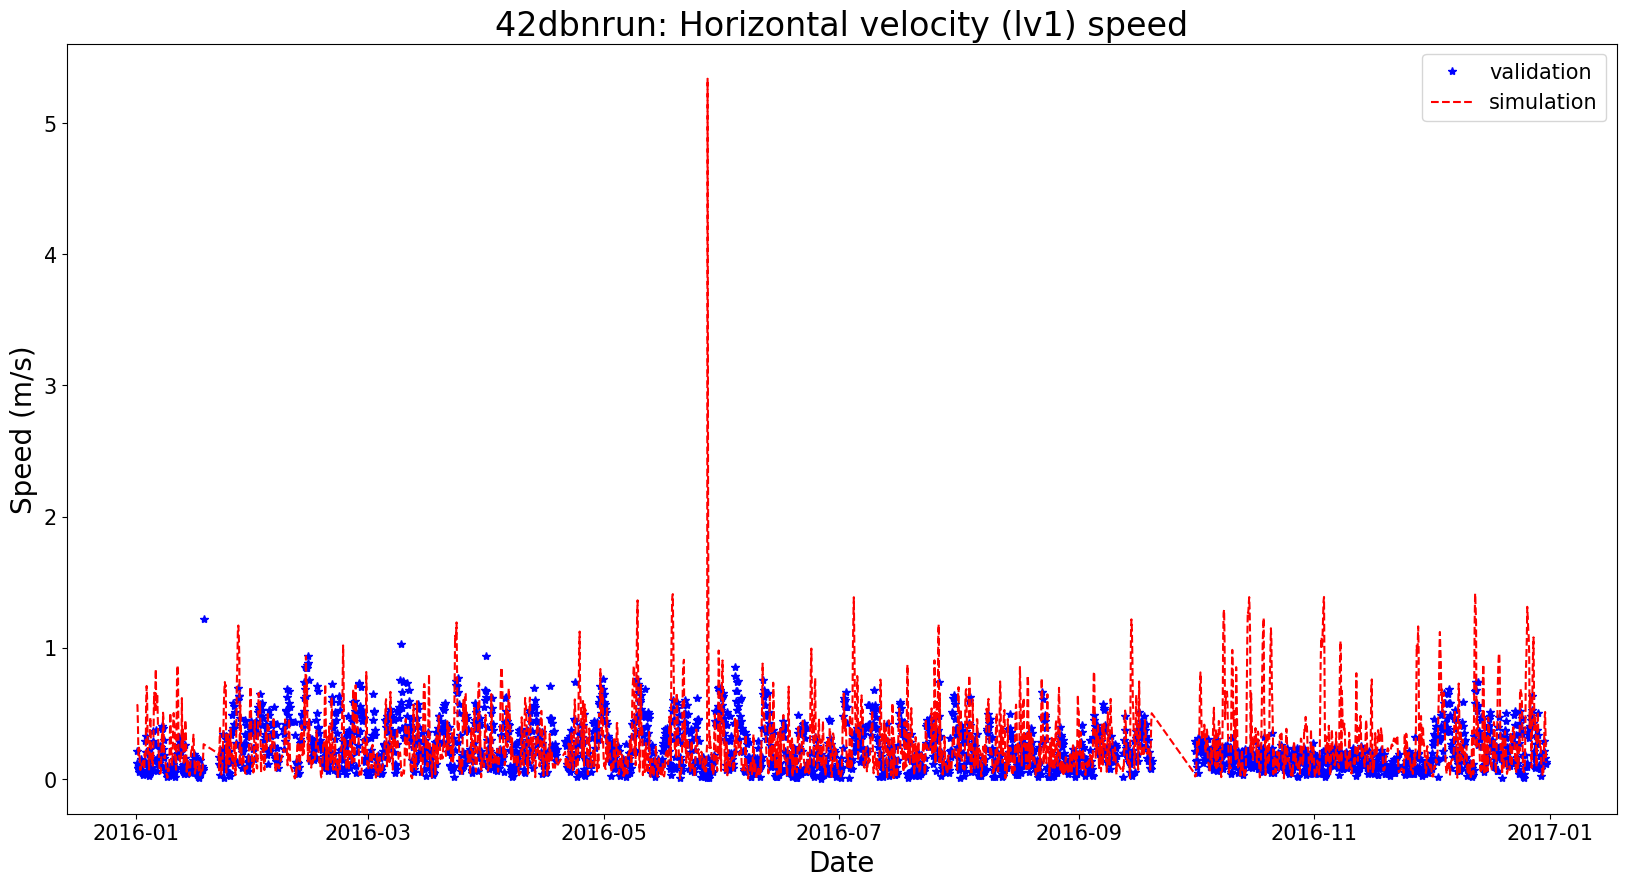 42dbnrun: Horizontal velocity (lv1) speed
validation
simulation
Speed (m/s)
5
4
3
2
1
0
2016-01
2016-03
2016-05
2016-07
2016-09
2016-11
2017-01
Date